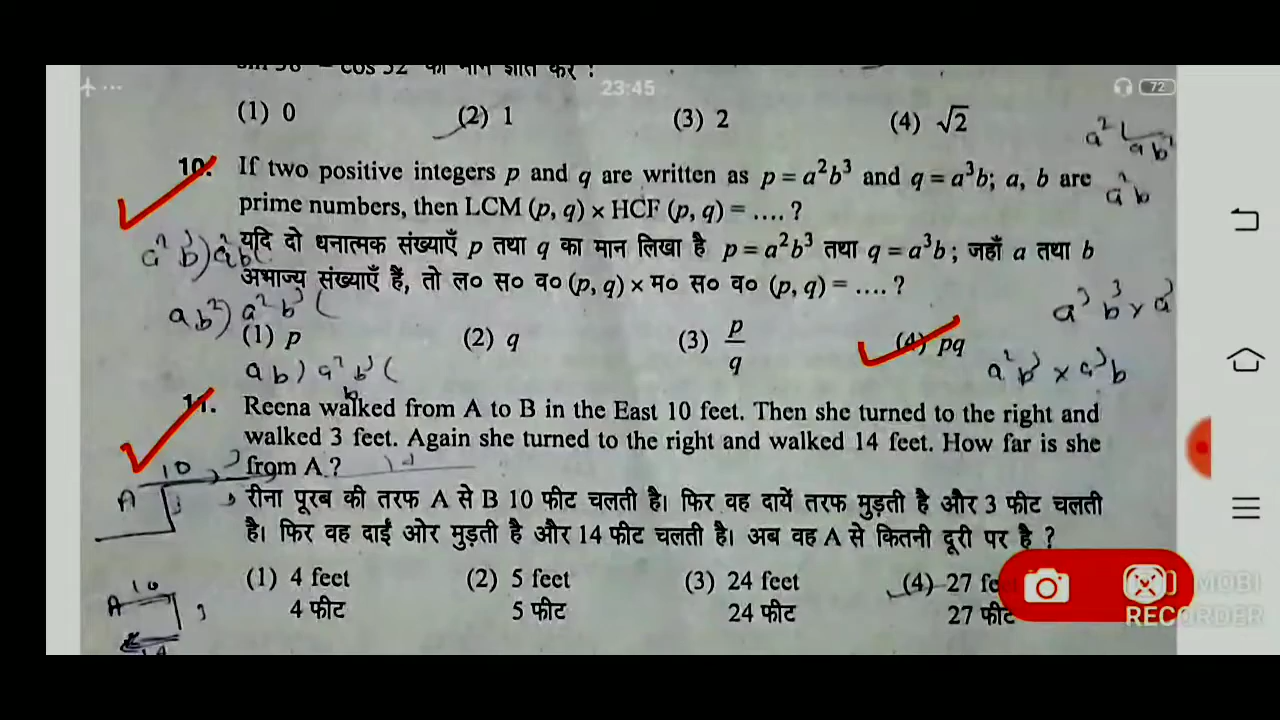 23:45
72
(1) 0 (2) 1 (3) 2 (4) √2
10. If two positive integers p and q are written as p = a²b³ and q = a³b; a, b are
prime numbers, then LCM (p, q) × HCF (p, q) = .... ?
यदि दो धनात्मक संख्याएँ p तथा q का मान लिखा है p = a²b³ तथा q = a³b ; जहाँ a तथा b
अभाज्य संख्याएँ हैं, तो ल० स० व० (p, q) × म० स० व० (p, q) = .... ?
(1) p (2) q (3) p/q (4) pq
a²b³ × a³b
11. Reena walked from A to B in the East 10 feet. Then she turned to the right and
walked 3 feet. Again she turned to the right and walked 14 feet. How far is she
from A ?
A 10
रीना पूरब की तरफ A से B 10 फीट चलती है। फिर वह दायें तरफ मुड़ती है और 3 फीट चलती
है। फिर वह दाईं ओर मुड़ती है और 14 फीट चलती है। अब वह A से कितनी दूरी पर है ?
(1) 4 feet (2) 5 feet (3) 24 feet (4) 27
4 फीट 5 फीट 24 फीट 27 फीट
A 10 3
MOBI
RECORDER